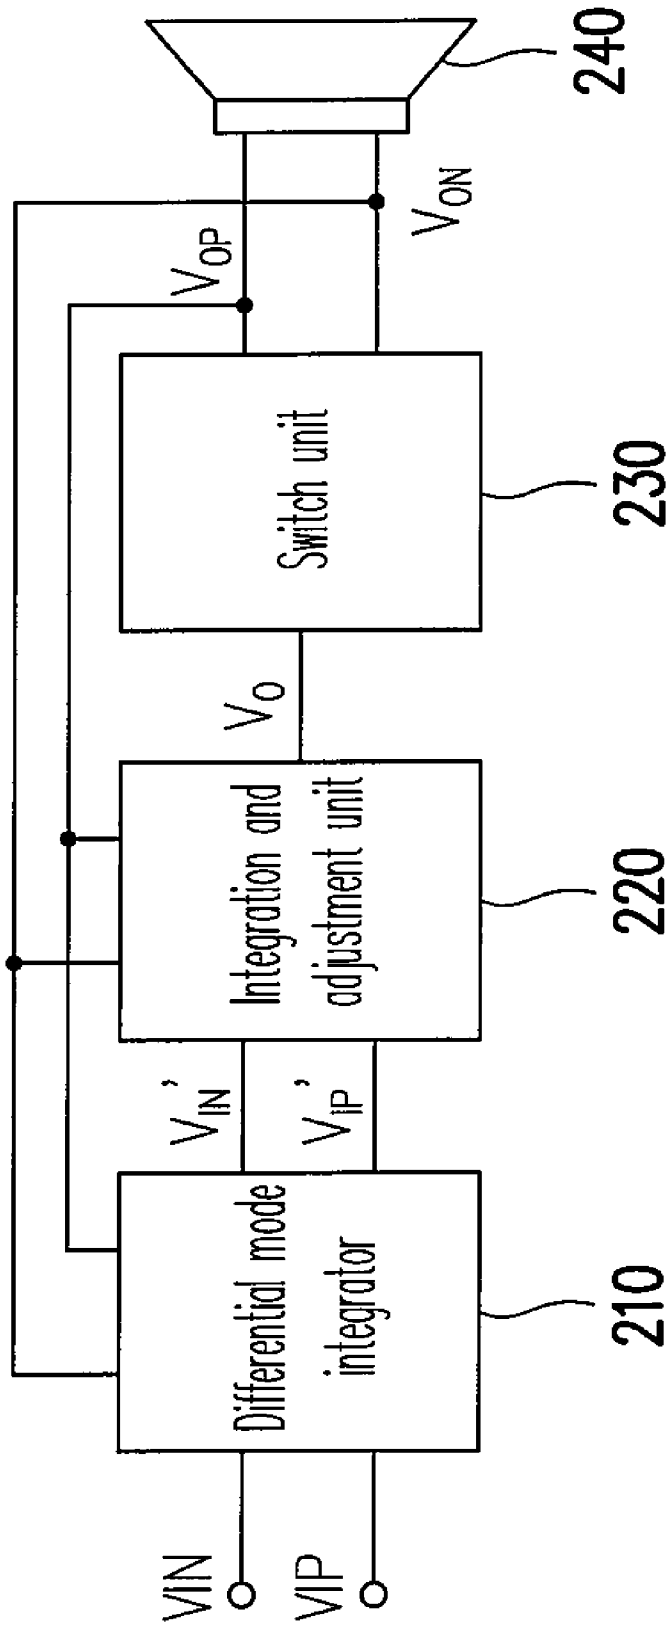 VIN
VIP
Differential mode
integrator
210
VIN'
VIP'
Integration and
adjustment unit
220
VO
Switch unit
230
VOP
VON
240